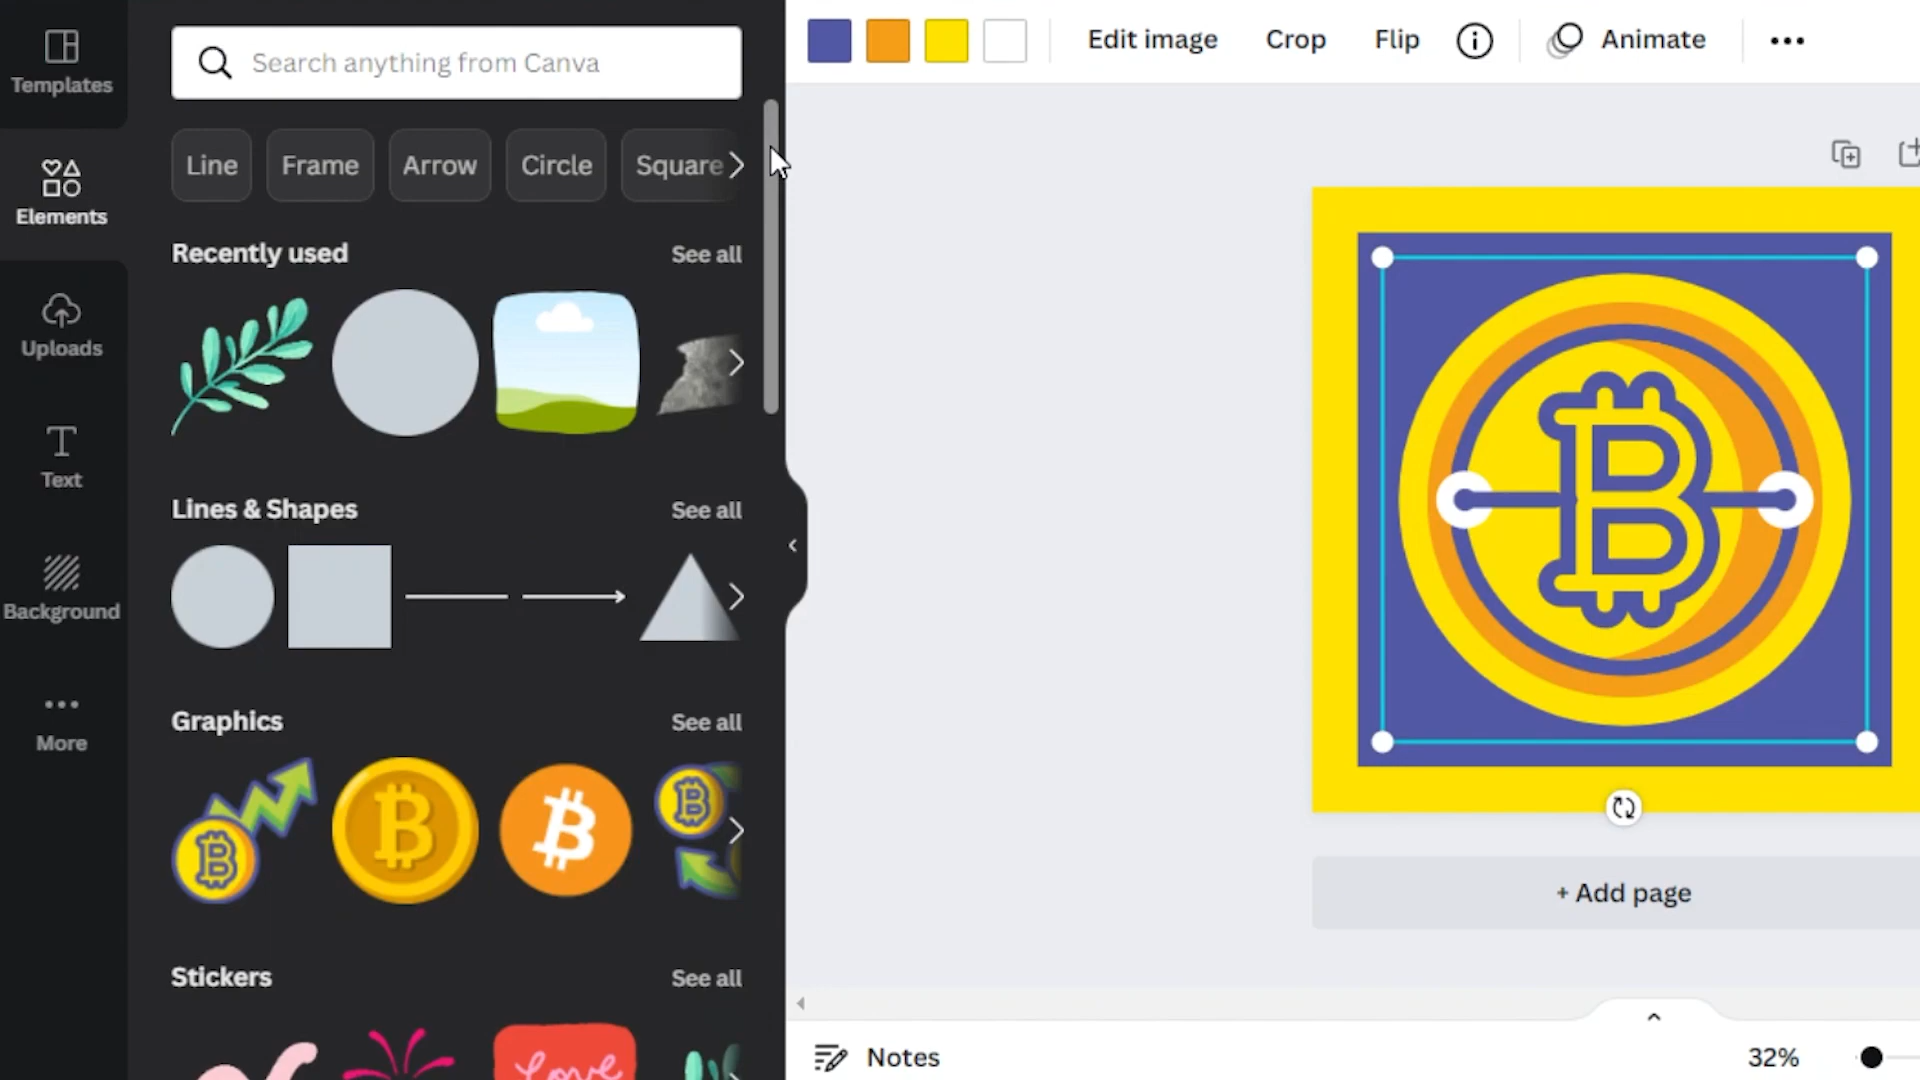 Templates
Search anything from Canva
Edit image
Crop
Flip
Animate
Line
Frame
Arrow
Circle
Square
Elements
Recently used
See all
Uploads
Text
Lines & Shapes
See all
Background
More
Graphics
See all
+ Add page
Stickers
See all
Love
Notes
32%